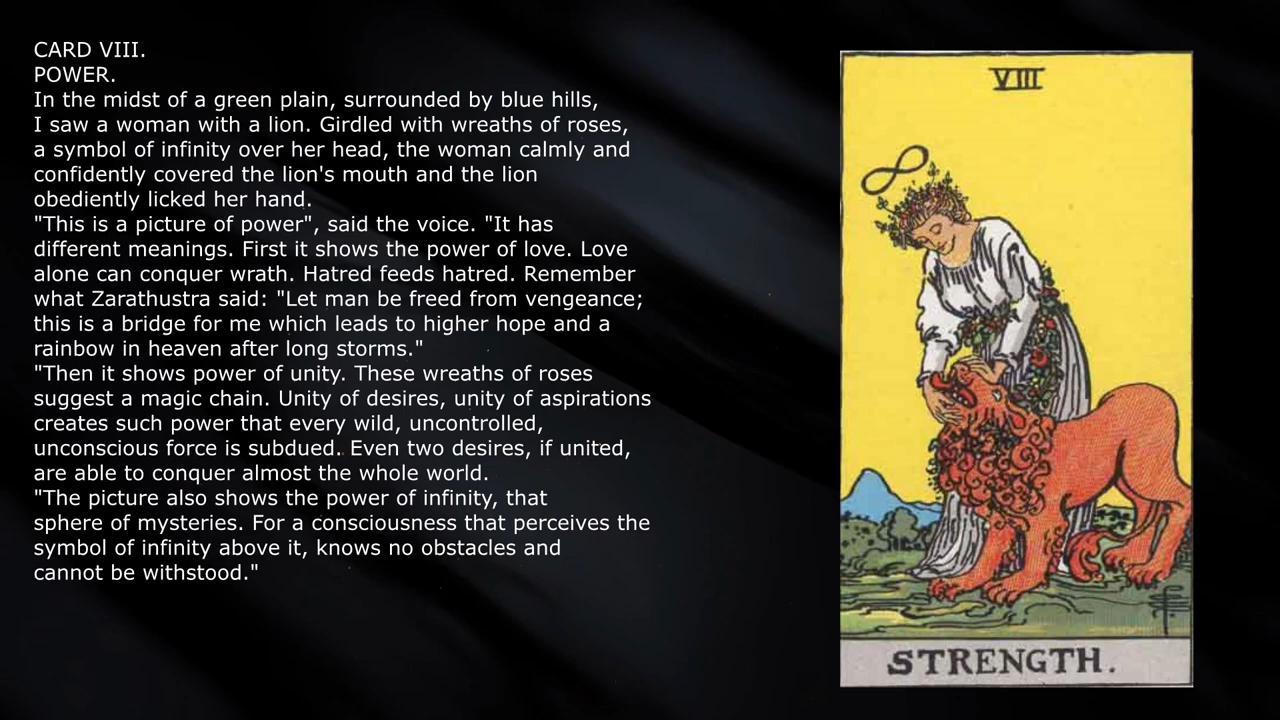 CARD VIII.
POWER.
In the midst of a green plain, surrounded by blue hills,
I saw a woman with a lion. Girdled with wreaths of roses,
a symbol of infinity over her head, the woman calmly and
confidently covered the lion's mouth and the lion
obediently licked her hand.
"This is a picture of power", said the voice. "It has
different meanings. First it shows the power of love. Love
alone can conquer wrath. Hatred feeds hatred. Remember
what Zarathustra said: "Let man be freed from vengeance;
this is a bridge for me which leads to higher hope and a
rainbow in heaven after long storms."
"Then it shows power of unity. These wreaths of roses
suggest a magic chain. Unity of desires, unity of aspirations
creates such power that every wild, uncontrolled,
unconscious force is subdued. Even two desires, if united,
are able to conquer almost the whole world.
"The picture also shows the power of infinity, that
sphere of mysteries. For a consciousness that perceives the
symbol of infinity above it, knows no obstacles and
cannot be withstood."
VIII
STRENGTH.